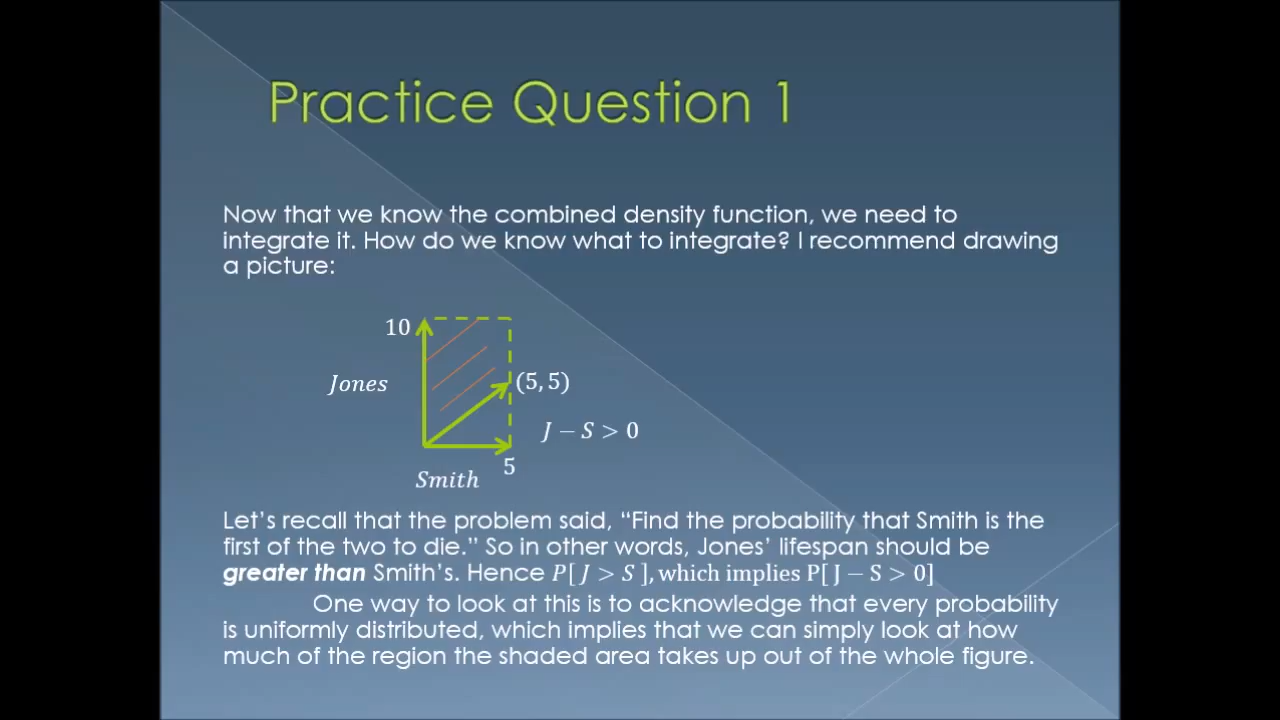 Practice Question 1
Now that we know the combined density function, we need to
integrate it. How do we know what to integrate? I recommend drawing
a picture:
10
Jones
(5, 5)
J − S > 0
5
Smith
Let's recall that the problem said, “Find the probability that Smith is the
first of the two to die.” So in other words, Jones' lifespan should be
greater than Smith's. Hence P[ J > S ], which implies P[ J − S > 0]
One way to look at this is to acknowledge that every probability
is uniformly distributed, which implies that we can simply look at how
much of the region the shaded area takes up out of the whole figure.